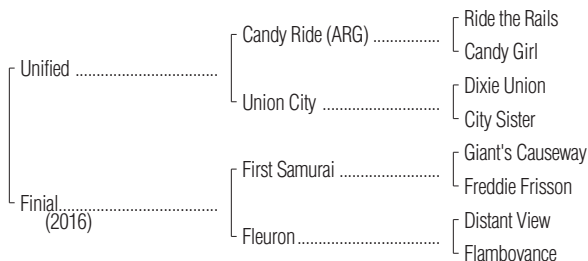 Ride the Rails
Candy Ride (ARG)
Candy Girl
Unified
Dixie Union
Union City
City Sister
Giant's Causeway
First Samurai
Freddie Frisson
Finial
(2016)
Distant View
Fleuron
Flamboyance